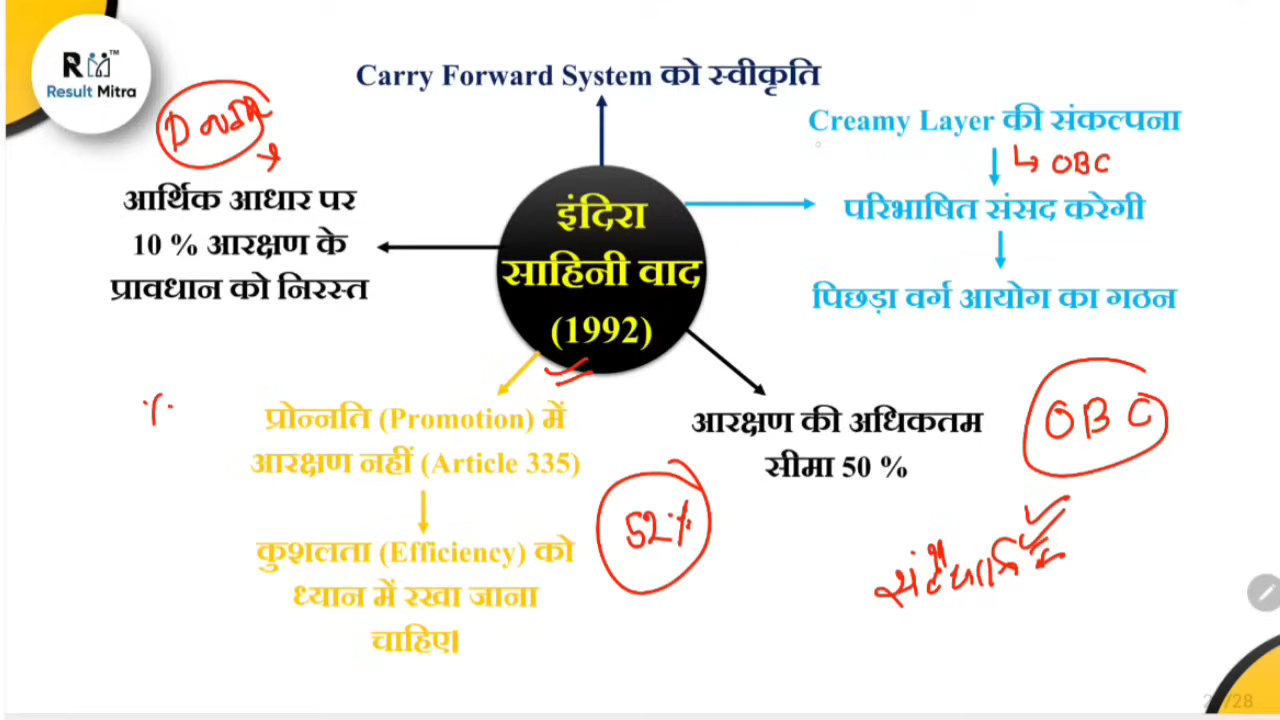 R TM
Result Mitra
Carry Forward System को स्वीकृति
Creamy Layer की संकल्पना
OBC
परिभाषित संसद करेगी
पिछड़ा वर्ग आयोग का गठन
आर्थिक आधार पर
10 % आरक्षण के
प्रावधान को निरस्त
इंदिरा
साहिनी वाद
(1992)
प्रोन्नति (Promotion) में
आरक्षण नहीं (Article 335)
कुशलता (Efficiency) को
ध्यान में रखा जाना
चाहिए।
आरक्षण की अधिकतम
सीमा 50 %
OBC
52%
/28